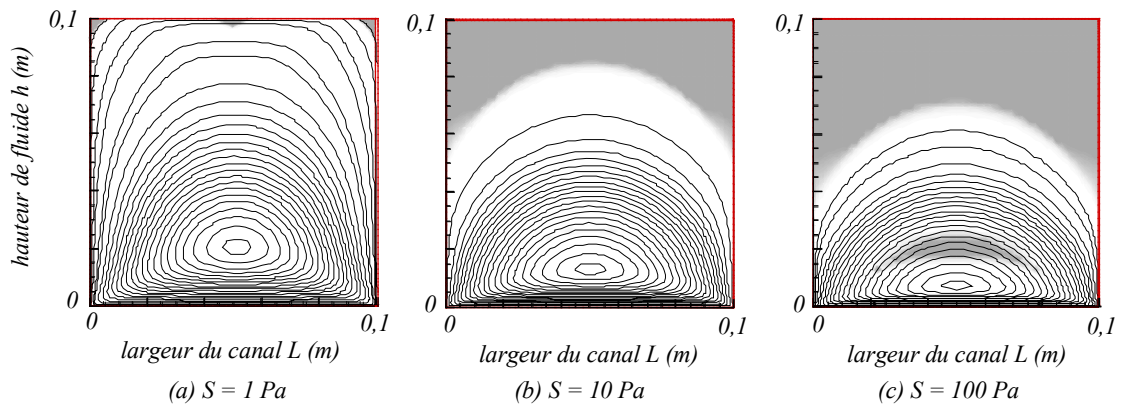 0,1
0,1
0,1
hauteur de fluide h (m)
0
0
0
0
0,1
0
0,1
0
0,1
largeur du canal L (m)
largeur du canal L (m)
largeur du canal L (m)
(a) S = 1 Pa
(b) S = 10 Pa
(c) S = 100 Pa